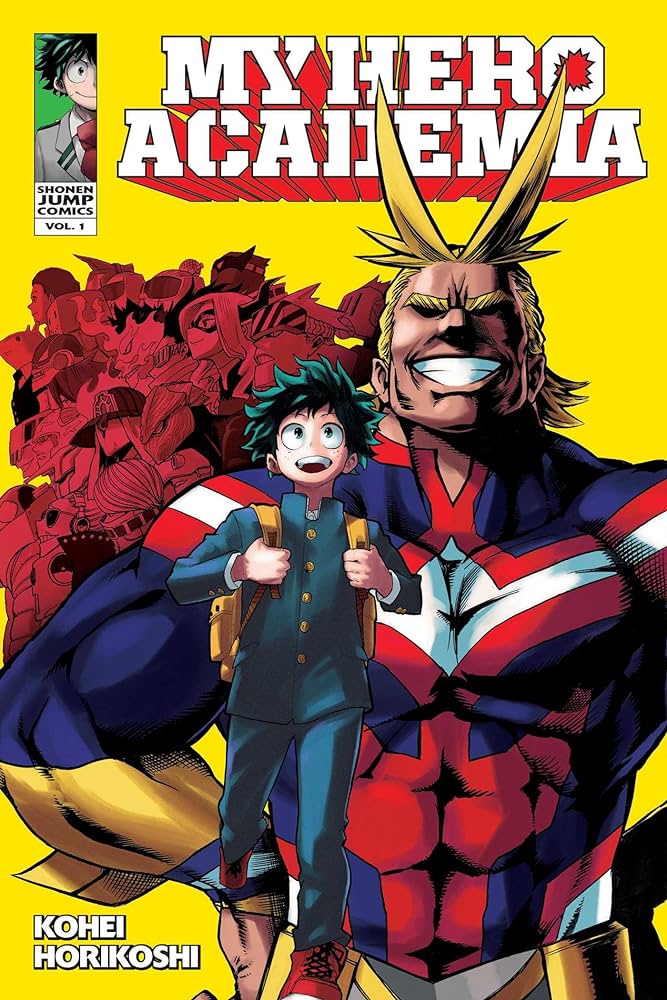 MY HERO
ACADEMIA
SHONEN
JUMP
COMICS
VOL. 1
KOHEI
HORIKOSHI